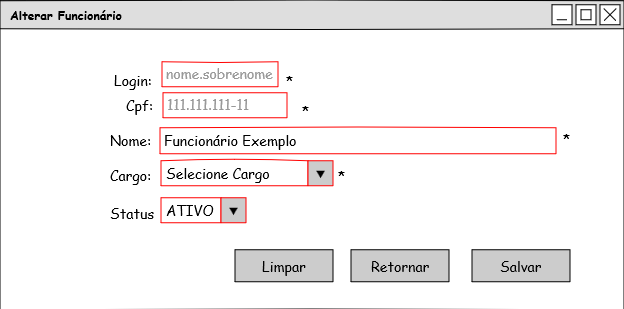 Alterar Funcionário
Login: nome.sobrenome *
Cpf: 111.111.111-11 *
Nome: Funcionário Exemplo *
Cargo: Selecione Cargo *
Status ATIVO
Limpar Retornar Salvar